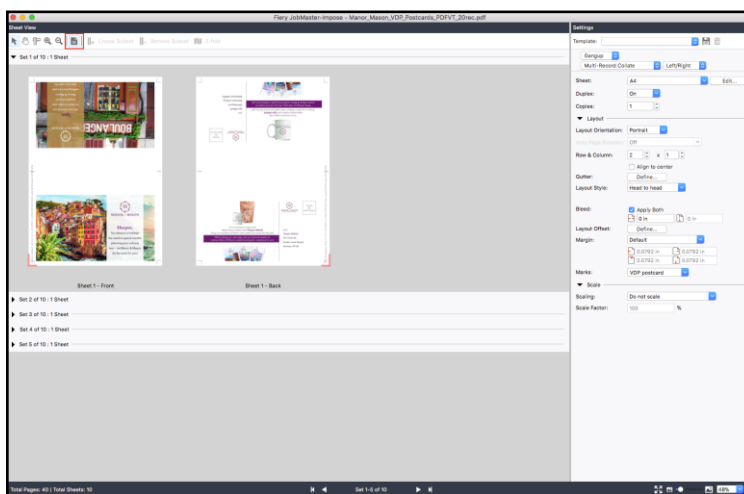 Fiery JobMaster-Impose - Manor_Mason_VDP_Postcards_PDFVT_20rec.pdf
Sheet View
Settings
Template:
Create Subset
Remove Subset
Z-Axis
Gangup
Multi-Record Collate
Left/Right
Set 1 of 10 : 1 Sheet
Sheet:
A4
Edit...
Duplex:
On
Copies:
1
Layout
Layout Orientation:
Portrait
Off
Row & Column:
2 x 1
Align to center
Gutter:
Define...
Layout Style:
Head to head
Bleed:
Apply Both
0 in
0 in
Layout Offset:
Define...
Margin:
Default
0.0792 in
0.0792 in
0.0792 in
0.0792 in
Marks:
VDP postcard
Scale
Scaling:
Do not scale
Scale Factor:
100
%
BOULANGE
Sheet 1 - Front
Sheet 1 - Back
Set 2 of 10 : 1 Sheet
Set 3 of 10 : 1 Sheet
Set 4 of 10 : 1 Sheet
Set 5 of 10 : 1 Sheet
Total Pages: 40 | Total Sheets: 10
Set 1-5 of 10
48%